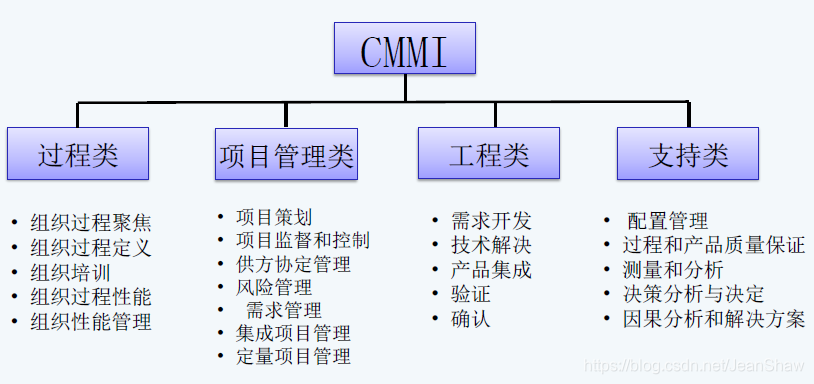 CMMI
过程类
项目管理类
工程类
支持类
• 组织过程聚焦
• 组织过程定义
• 组织培训
• 组织过程性能
• 组织性能管理
• 项目策划
• 项目监督和控制
• 供方协定管理
• 风险管理
• 需求管理
• 集成项目管理
• 定量项目管理
• 需求开发
• 技术解决
• 产品集成
• 验证
• 确认
• 配置管理
• 过程和产品质量保证
• 测量和分析
• 决策分析与决定
• 因果分析和解决方案
https://blog.csdn.net/JeanShaw